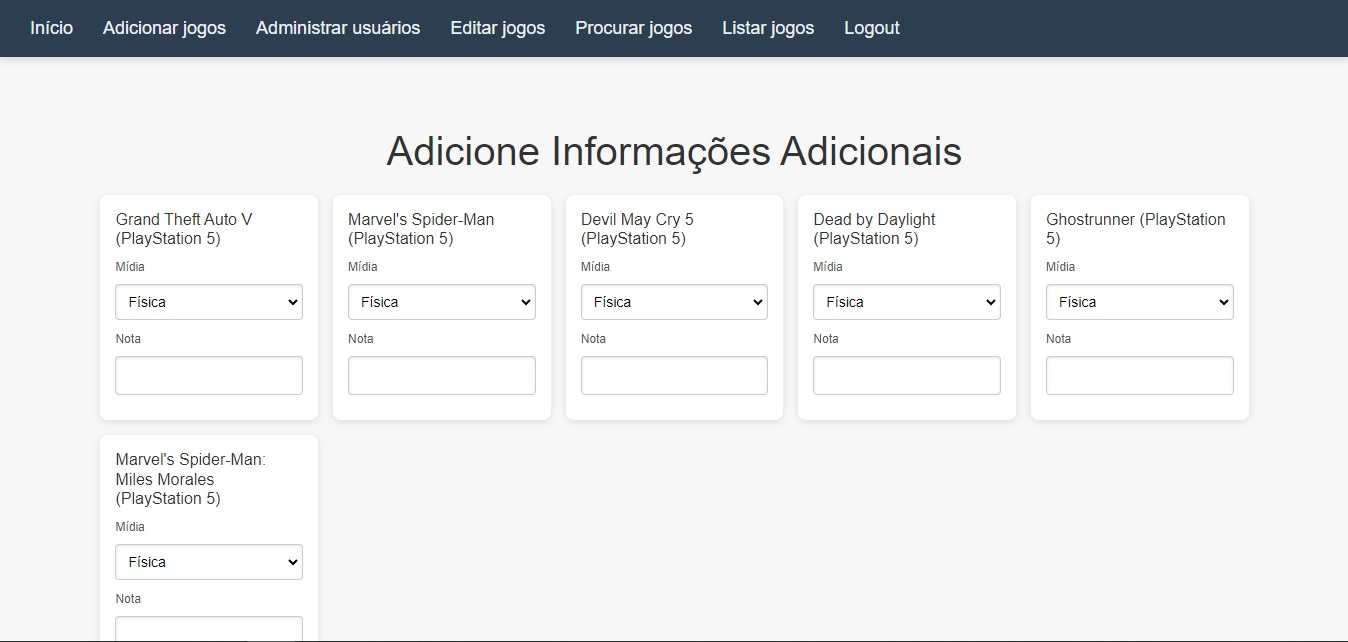 Início Adicionar jogos Administrar usuários Editar jogos Procurar jogos Listar jogos Logout
Adicione Informações Adicionais
Grand Theft Auto V
(PlayStation 5)
Mídia
Física
Nota
Marvel's Spider-Man
(PlayStation 5)
Mídia
Física
Nota
Devil May Cry 5
(PlayStation 5)
Mídia
Física
Nota
Dead by Daylight
(PlayStation 5)
Mídia
Física
Nota
Ghostrunner (PlayStation
5)
Mídia
Física
Nota
Marvel's Spider-Man:
Miles Morales
(PlayStation 5)
Mídia
Física
Nota